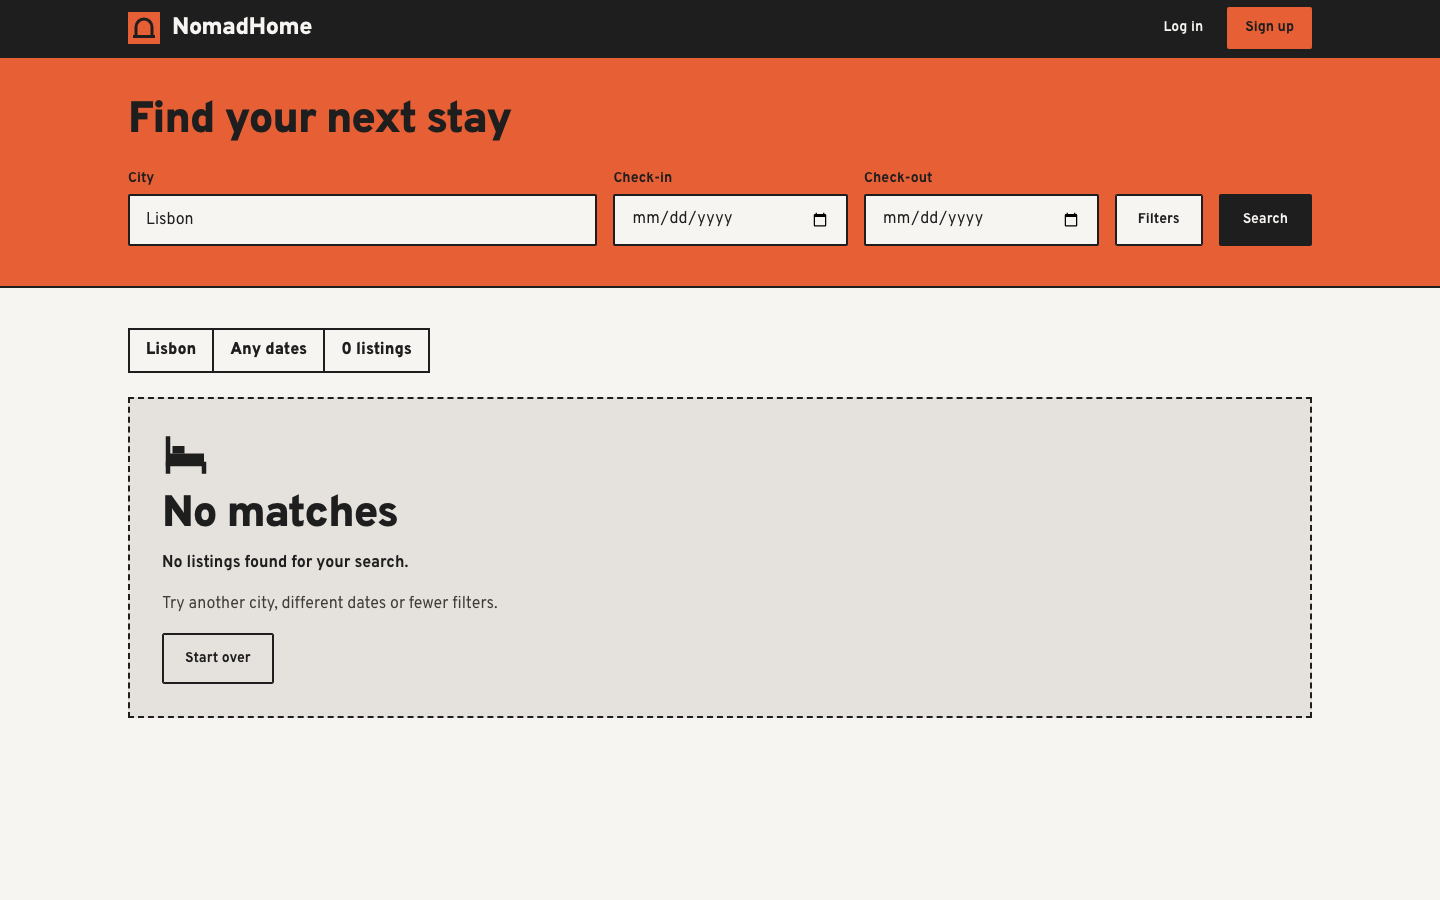 NomadHome
Log in
Sign up
Find your next stay
City
Check-in
Check-out
Lisbon
mm/dd/yyyy
mm/dd/yyyy
Filters
Search
Lisbon
Any dates
0 listings
No matches
No listings found for your search.
Try another city, different dates or fewer filters.
Start over